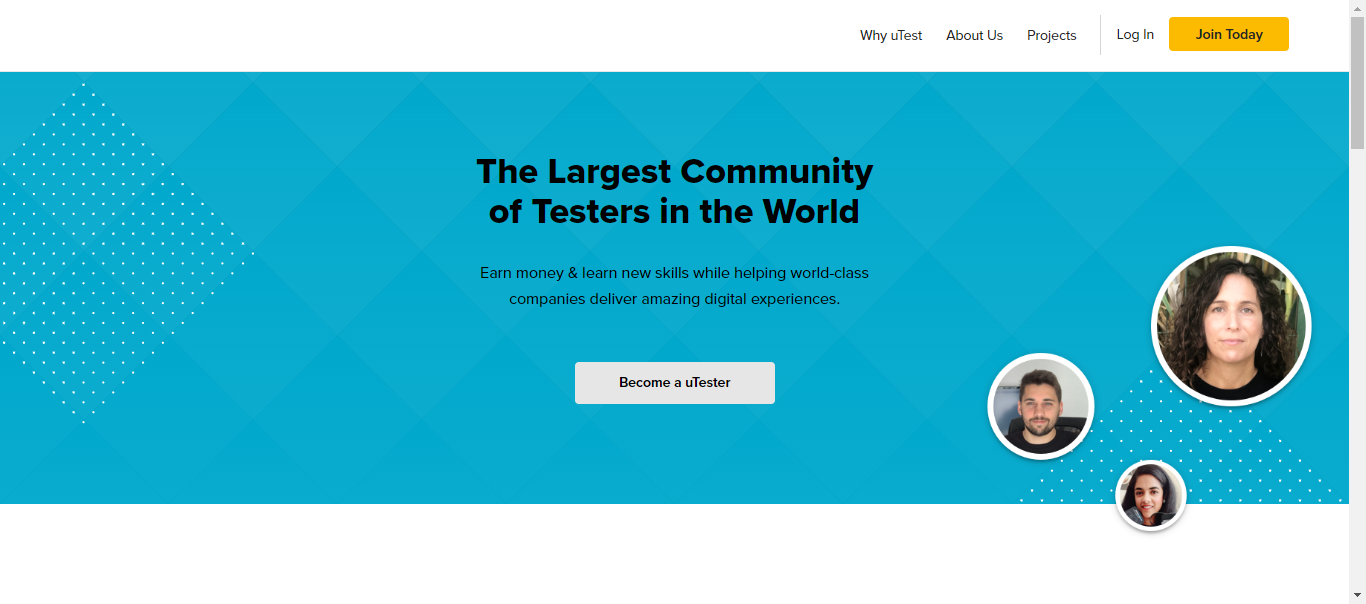 Why uTest About Us Projects Log In Join Today
The Largest Community
of Testers in the World
Earn money & learn new skills while helping world-class
companies deliver amazing digital experiences.
Become a uTester